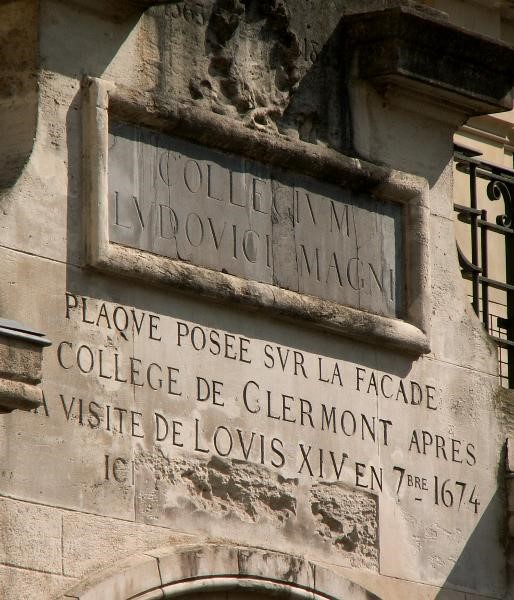 COLLEGIVM
LVDOVICI MAGNI
PLAQVE POSEE SVR LA FACADE
COLLEGE DE CLERMONT APRES
A VISITE DE LOVIS XIV EN 7BRE 1674
ICI